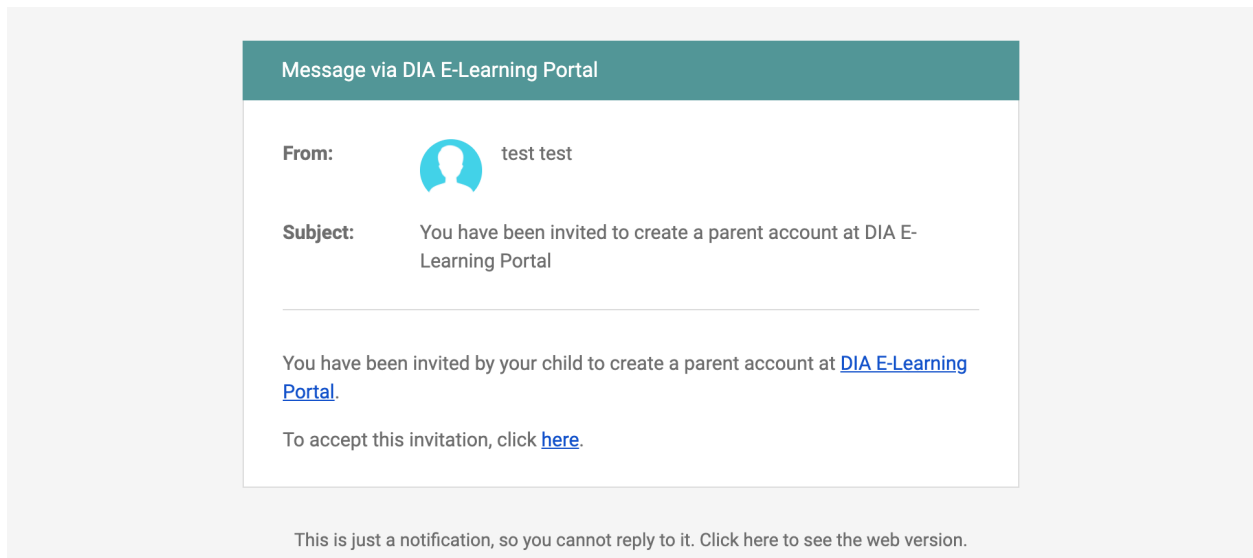 Message via DIA E-Learning Portal
From: test test
Subject: You have been invited to create a parent account at DIA E-
Learning Portal
You have been invited by your child to create a parent account at DIA E-Learning
Portal.
To accept this invitation, click here.
This is just a notification, so you cannot reply to it. Click here to see the web version.